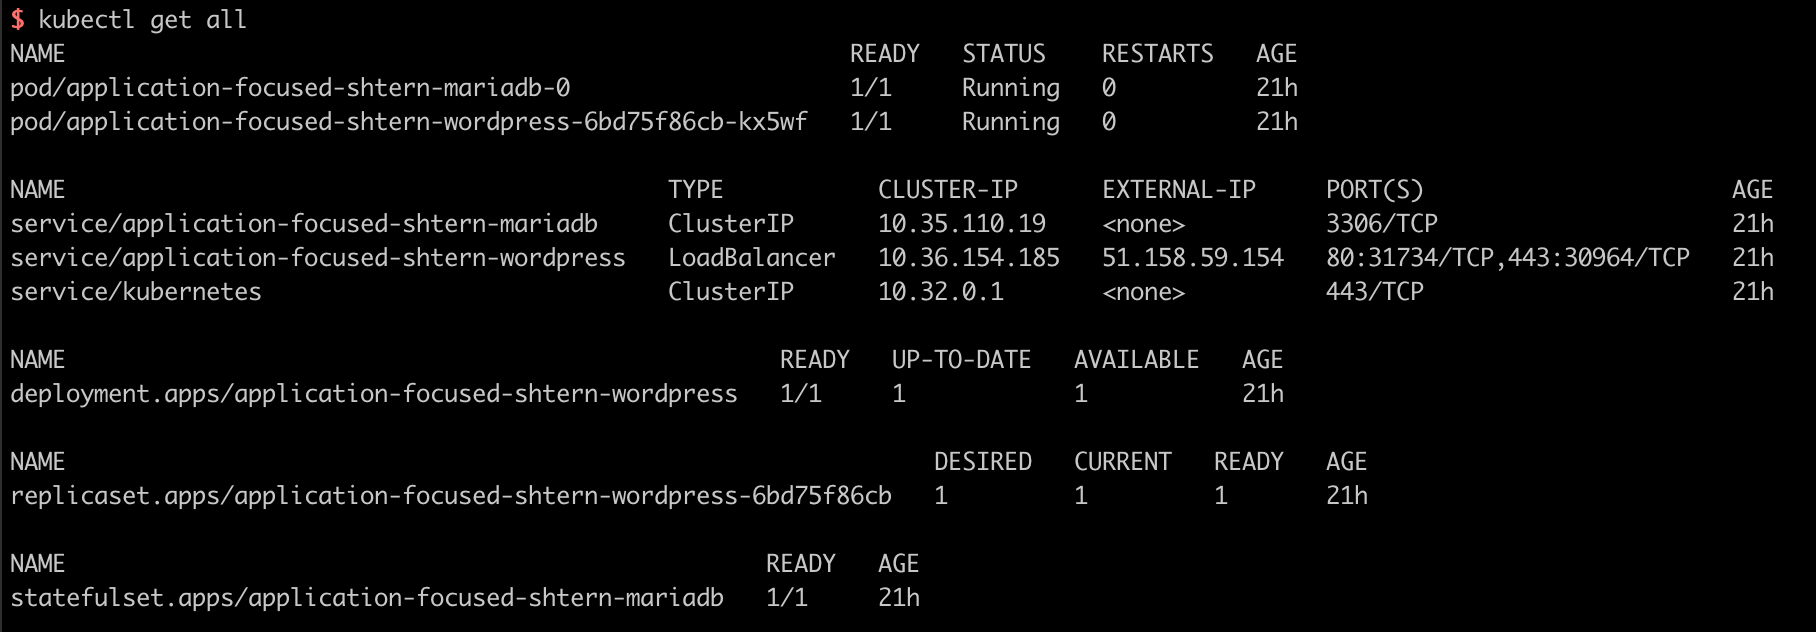 $ kubectl get all
NAME READY STATUS RESTARTS AGE
pod/application-focused-shtern-mariadb-0 1/1 Running 0 21h
pod/application-focused-shtern-wordpress-6bd75f86cb-kx5wf 1/1 Running 0 21h
NAME TYPE CLUSTER-IP EXTERNAL-IP PORT(S) AGE
service/application-focused-shtern-mariadb ClusterIP 10.35.110.19 <none> 3306/TCP 21h
service/application-focused-shtern-wordpress LoadBalancer 10.36.154.185 51.158.59.154 80:31734/TCP,443:30964/TCP 21h
service/kubernetes ClusterIP 10.32.0.1 <none> 443/TCP 21h
NAME READY UP-TO-DATE AVAILABLE AGE
deployment.apps/application-focused-shtern-wordpress 1/1 1 1 21h
NAME DESIRED CURRENT READY AGE
replicaset.apps/application-focused-shtern-wordpress-6bd75f86cb 1 1 1 21h
NAME READY AGE
statefulset.apps/application-focused-shtern-mariadb 1/1 21h